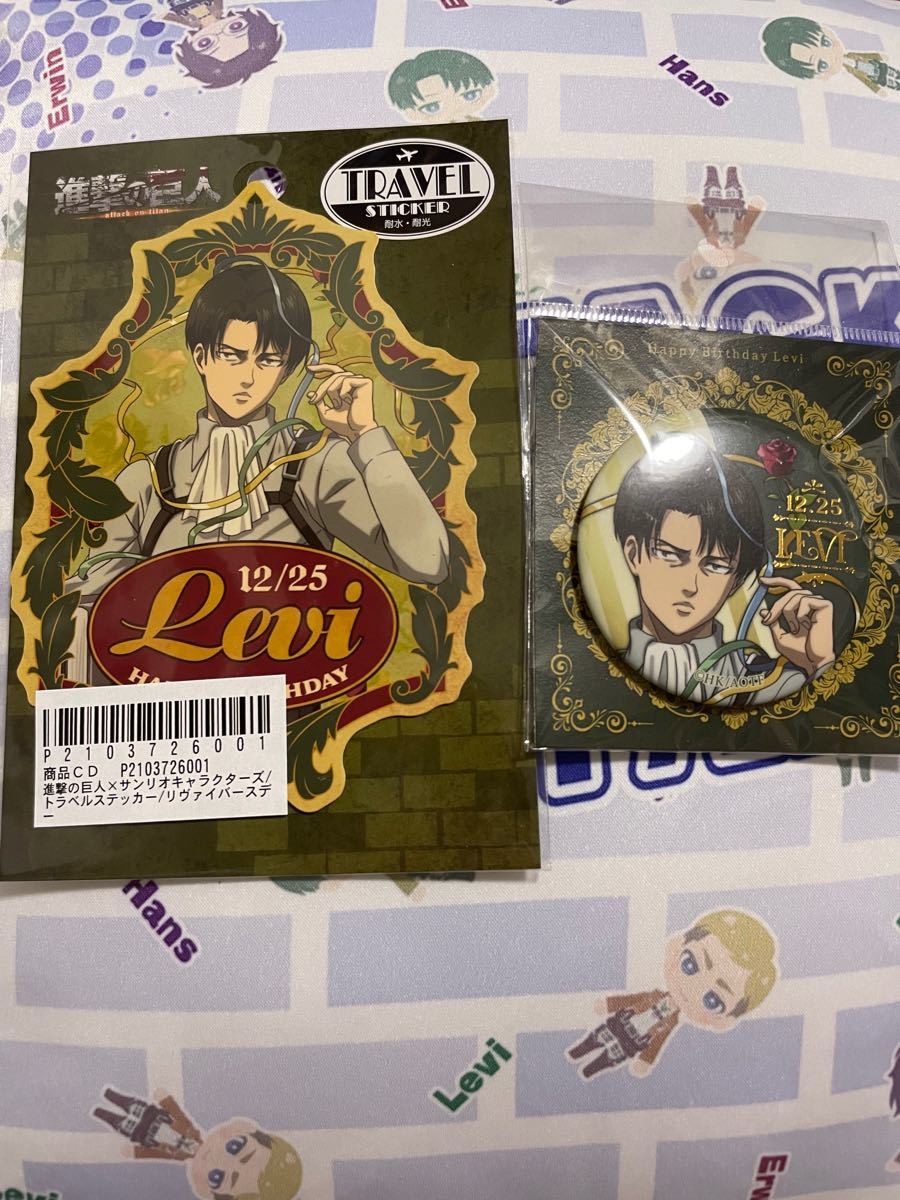 Erwin
Hans
進撃の巨人
attack on titan
TRAVEL
STICKER
耐水・耐光
Happy Birthday Levi
12.25
LEVI
©HK/AOTF
12/25
Levi
P2103726001
商品CD P2103726001
進撃の巨人×サンリオキャラクターズ/
トラベルステッカー/リヴァイバースデ
ー
Hans
Levi